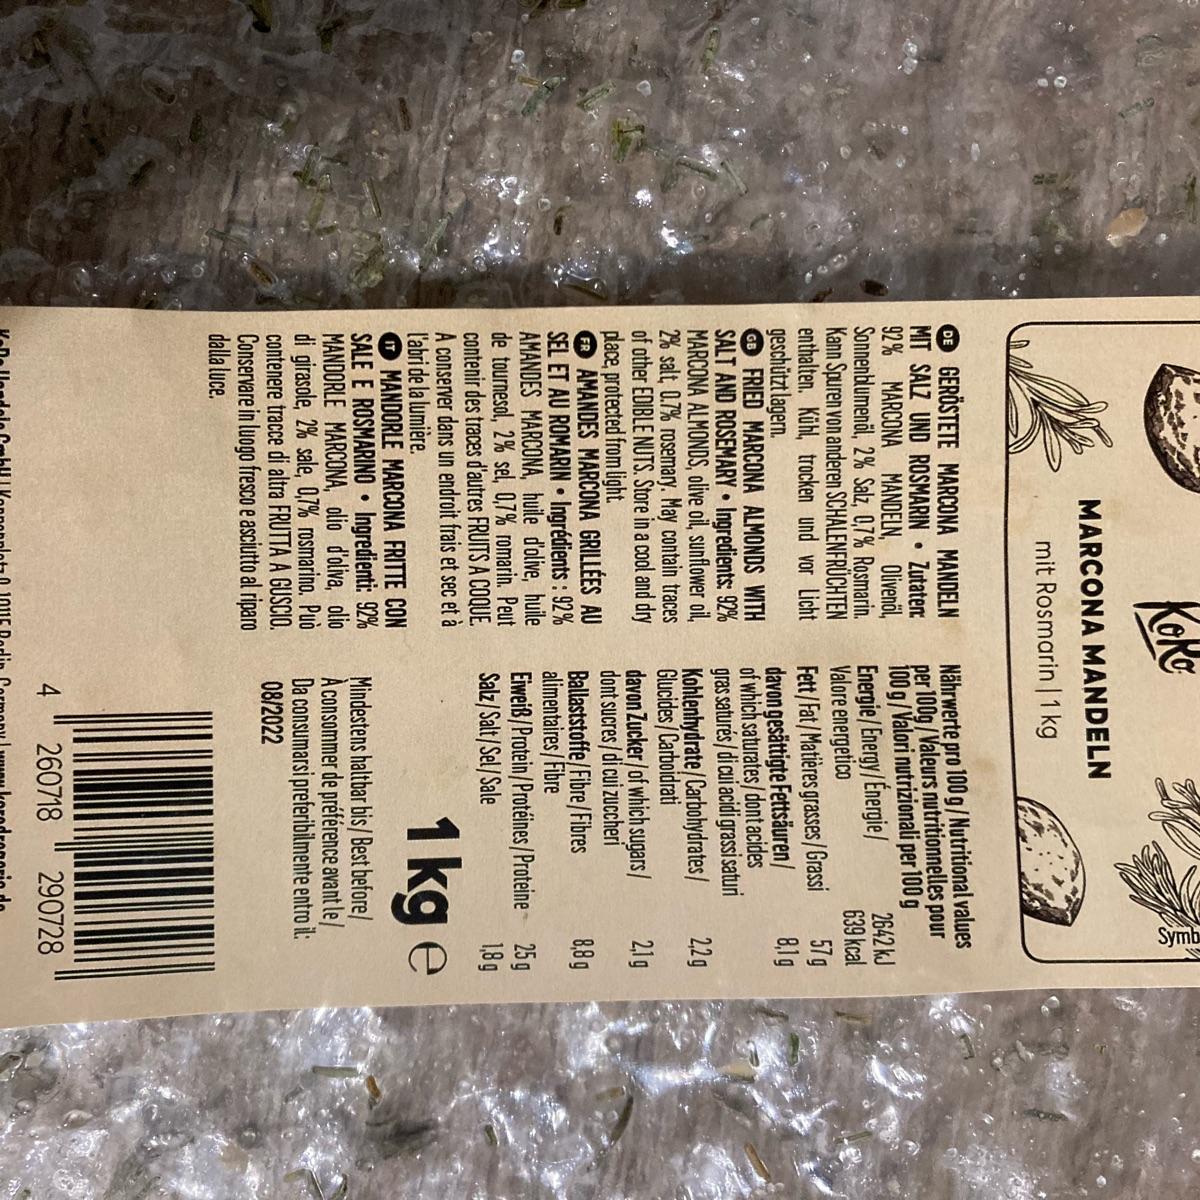 KoRo
MARCONA MANDELN
mit Rosmarin | 1 kg
Symb
DE GERÖSTETE MARCONA MANDELN
MIT SALZ UND ROSMARIN • Zutaten:
92% MARCONA MANDELN, Olivenöl,
Sonnenblumenöl, 2% Salz, 0,7% Rosmarin.
Kann Spuren von anderen SCHALENFRÜCHTEN
enthalten. Kühl, trocken und vor Licht
geschützt lagern.
GB FRIED MARCONA ALMONDS WITH
SALT AND ROSEMARY • Ingredients: 92%
MARCONA ALMONDS, olive oil, sunflower oil,
2% salt, 0.7% rosemary. May contain traces
of other EDIBLE NUTS. Store in a cool and dry
place, protected from light.
FR AMANDES MARCONA GRILLÉES AU
SEL ET AU ROMARIN • Ingrédients : 92%
AMANDES MARCONA, huile d'olive, huile
de tournesol, 2% sel, 0,7% romarin. Peut
contenir des traces d'autres FRUITS A COQUE.
A conserver dans un endroit frais et sec et à
l'abri de la lumière.
IT MANDORLE MARCONA FRITTE CON
SALE E ROSMARINO • Ingredienti: 92%
MANDORLE MARCONA, olio d'oliva, olio
di girasole, 2% sale, 0,7% rosmarino. Può
contenere tracce di altra FRUTTA A GUSCIO.
Conservare in luogo fresco e asciutto al riparo
dalla luce.
Nährwerte pro 100 g / Nutritional values
per 100g / Valeurs nutritionnelles pour
100 g / Valori nutrizionali per 100 g
Energie / Energy / Énergie / 2642 kJ
Valore energetico 639 kcal
Fett / Fat / Matières grasses / Grassi 57 g
davon gesättigte Fettsäuren / 8,1 g
of which saturates / dont acides
gras saturés / di cui acidi grassi saturi
Kohlenhydrate / Carbohydrates / 2,2 g
Glucides / Carboidrati
davon Zucker / of which sugars / 2,1 g
dont sucres / di cui zuccheri
Ballaststoffe / Fibre / Fibres 8,8 g
alimentaires / Fibre
Eiweiß / Protein / Protéines / Proteine 25 g
Salz / Salt / Sel / Sale 1,8 g
1 kg e
Mindestens haltbar bis / Best before /
À consommer de préférence avant le /
Da consumarsi preferibilmente entro il:
08/2022
4 260718 290728